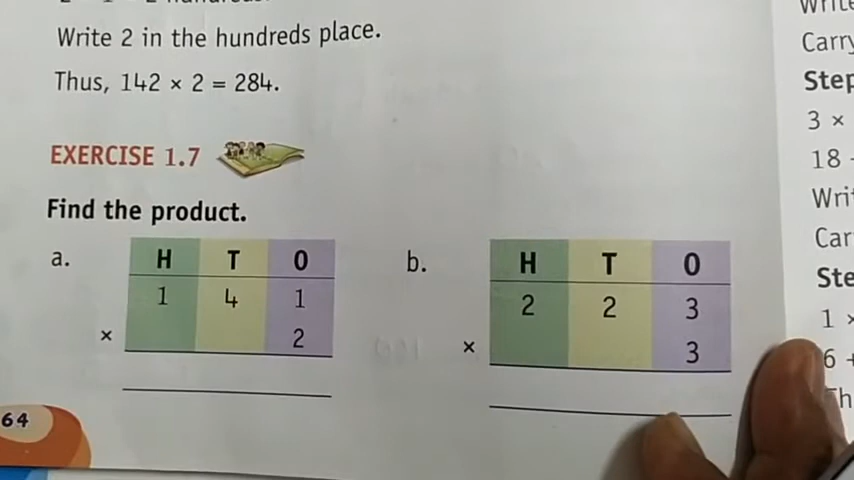 Write 2 in the hundreds place.
Thus, 142 × 2 = 284.
EXERCISE 1.7
Find the product.
a.
H T O
1 4 1
× 2
b.
H T O
2 2 3
× 3
64
Carry
Step
3 ×
18 -
Ste
1 ×
6 +